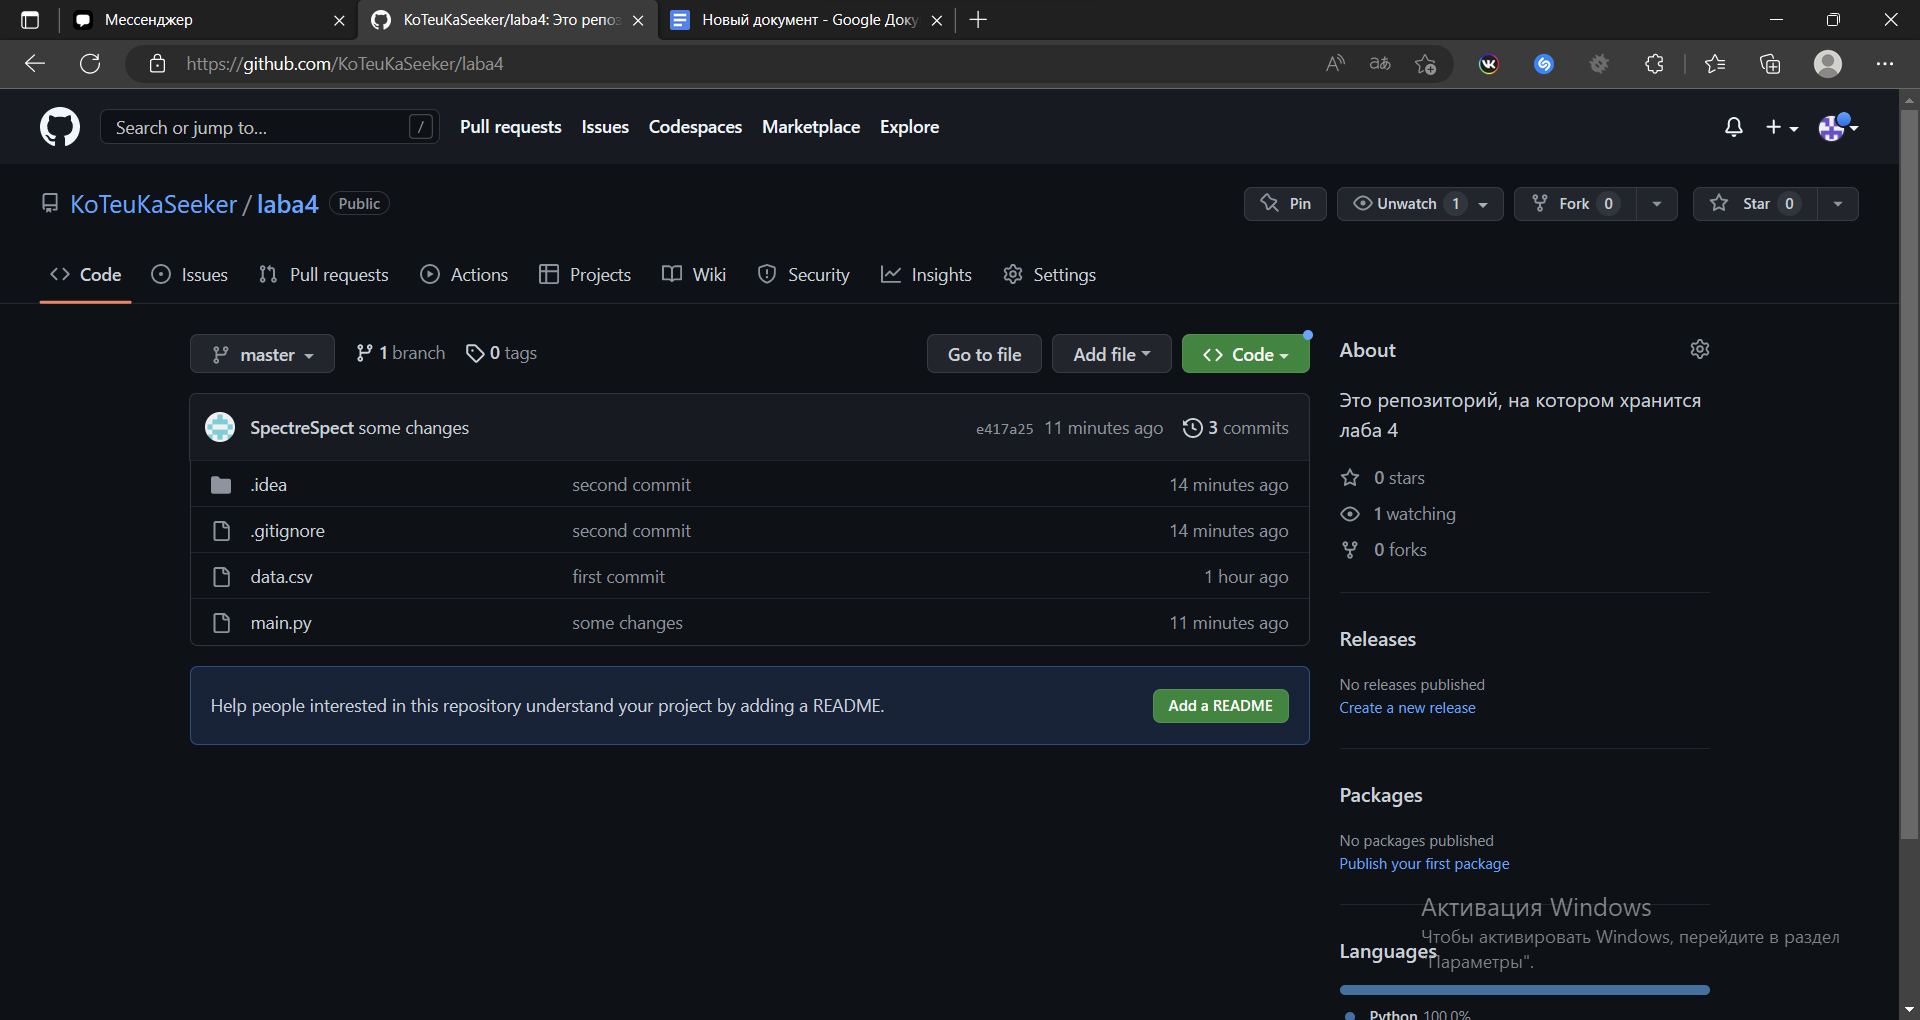 Мессенджер
KoTeuKaSeeker/laba4: Это репоз
Новый документ - Google Доку
https://github.com/KoTeuKaSeeker/laba4
Search or jump to... /
Pull requests Issues Codespaces Marketplace Explore
KoTeuKaSeeker / laba4 Public
Pin
Unwatch 1
Fork 0
Star 0
Code Issues Pull requests Actions Projects Wiki Security Insights Settings
master
1 branch
0 tags
Go to file
Add file
Code
SpectreSpect some changes e417a25 11 minutes ago 3 commits
.idea second commit 14 minutes ago
.gitignore second commit 14 minutes ago
data.csv first commit 1 hour ago
main.py some changes 11 minutes ago
Help people interested in this repository understand your project by adding a README.
Add a README
About
Это репозиторий, на котором хранится
лаба 4
0 stars
1 watching
0 forks
Releases
No releases published
Create a new release
Packages
No packages published
Publish your first package
Активация Windows
Чтобы активировать Windows, перейдите в раздел
"Параметры".
Languages
Python 100.0%